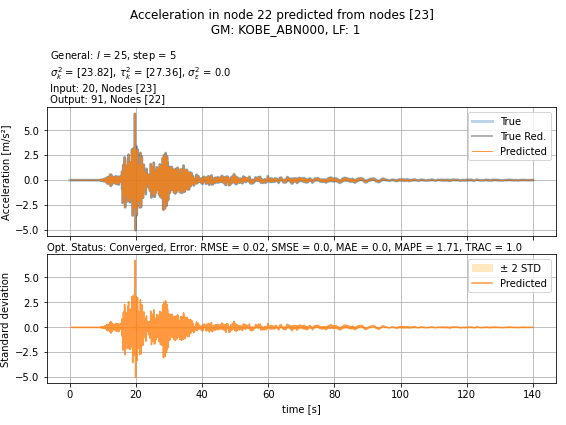 Acceleration in node 22 predicted from nodes [23]
GM: KOBE_ABN000, LF: 1
General: l = 25, step = 5
σ²ₖ = [23.82], τ²ₖ = [27.36], σ²ε = 0.0
Input: 20, Nodes [23]
Output: 91, Nodes [22]
Acceleration [m/s²]
5.0
2.5
0.0
−2.5
−5.0
True
True Red.
Predicted
Opt. Status: Converged, Error: RMSE = 0.02, SMSE = 0.0, MAE = 0.0, MAPE = 1.71, TRAC = 1.0
Standard deviation
5.0
2.5
0.0
−2.5
−5.0
± 2 STD
Predicted
0 20 40 60 80 100 120 140
time [s]